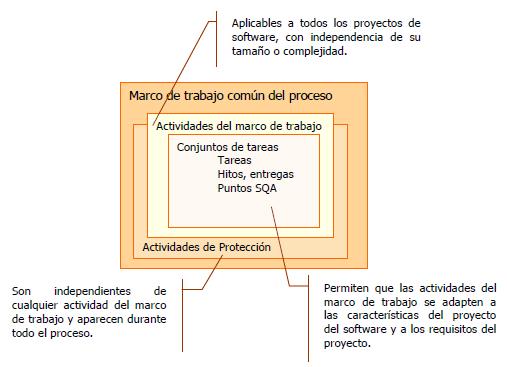 Aplicables a todos los proyectos de
software, con independencia de su
tamaño o complejidad.
Marco de trabajo común del proceso
Actividades del marco de trabajo
Conjuntos de tareas
Tareas
Hitos, entregas
Puntos SQA
Actividades de Protección
Son independientes de
cualquier actividad del marco
de trabajo y aparecen durante
todo el proceso.
Permiten que las actividades del
marco de trabajo se adapten a
las características del proyecto
del software y a los requisitos del
proyecto.